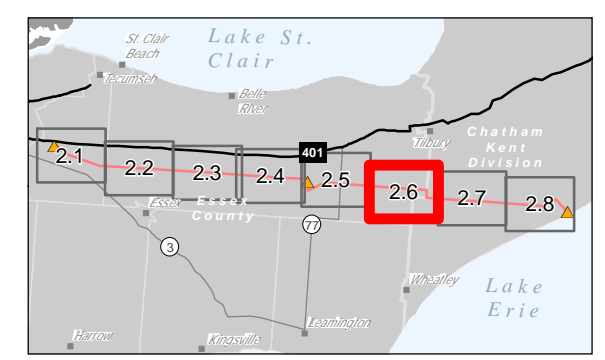 St. Clair
Beach
Lake St.
Clair
Tecumseh
Belle
River
Chatham
Kent
Division
Tilbury
401
2.1
2.2
2.3
2.4
2.5
2.6
2.7
2.8
Essex
Essex
County
77
3
Wheatley
Lake
Erie
Leamington
Harrow
Kingsville